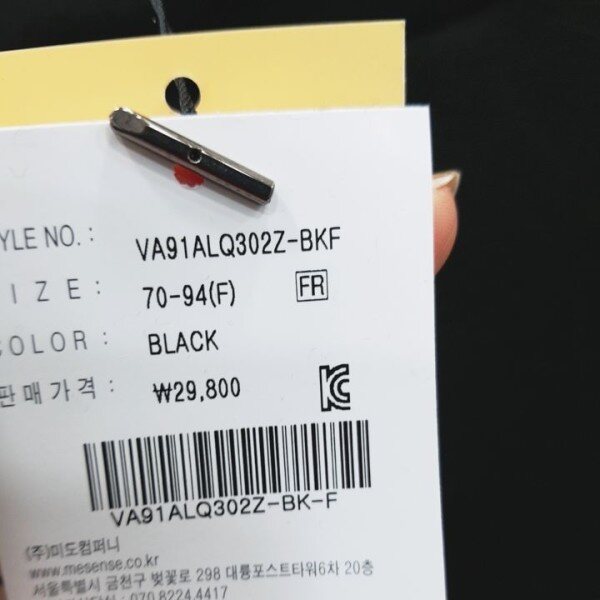 YLE NO. : VA91ALQ302Z-BKF
IZE : 70-94(F) FR
COLOR : BLACK
판매가격 : ₩29,800
VA91ALQ302Z-BK-F
(주)미도컴퍼니
www.mesense.co.kr
서울특별시 금천구 벚꽃로 298 대륭포스트타워6차 20층
070.8224.4417